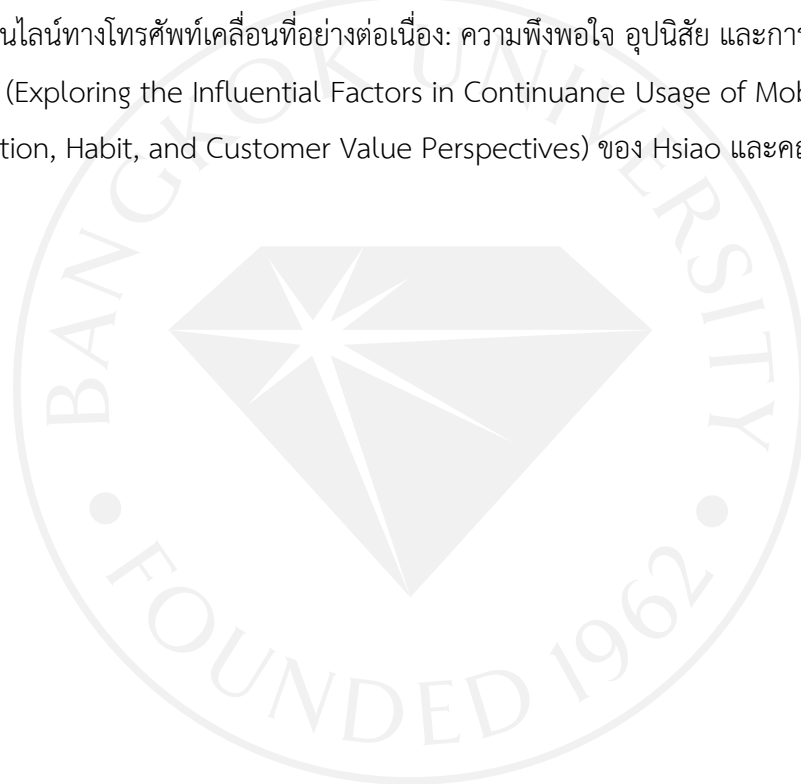 นไลน์ทางโทรศัพท์เคลื่อนที่อย่างต่อเนื่อง: ความพึงพอใจ อุปนิสัย และการ
(Exploring the Influential Factors in Continuance Usage of Mob
tion, Habit, and Customer Value Perspectives) ของ Hsiao และคณ
BANGKOK UNIVERSITY
FOUNDED 1962